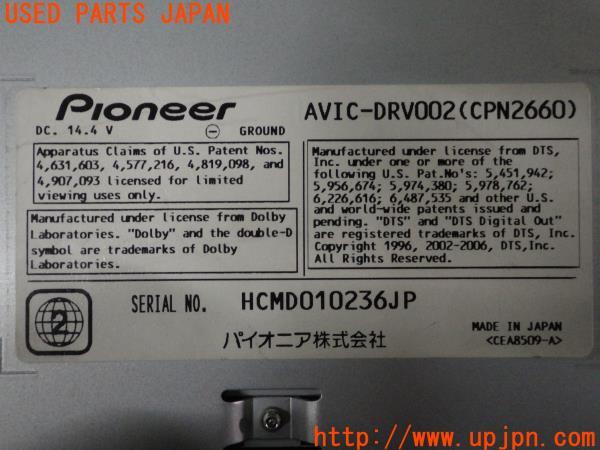 USED PARTS JAPAN
Pioneer
AVIC-DRV002(CPN2660)
DC. 14.4 V ⊖ GROUND
Apparatus Claims of U.S. Patent Nos.
4,631,603, 4,577,216, 4,819,098, and
4,907,093 licensed for limited
viewing uses only.
Manufactured under license from Dolby
Laboratories. "Dolby" and the double-D
symbol are trademarks of Dolby
Laboratories.
Manufactured under license from DTS,
Inc. under one or more of the
following U.S. Pat.No's: 5,451,942;
5,956,674; 5,974,380; 5,978,762;
6,226,616; 6,487,535 and other U.S.
and world-wide patents issued and
pending. "DTS" and "DTS Digital Out"
are registered trademarks of DTS, Inc.
Copyright 1996, 2002-2006, DTS,Inc.
All Rights Reserved.
2
SERIAL NO. HCMD010236JP
パイオニア株式会社
MADE IN JAPAN
<CEA8509-A>
http://www.upjpn.com